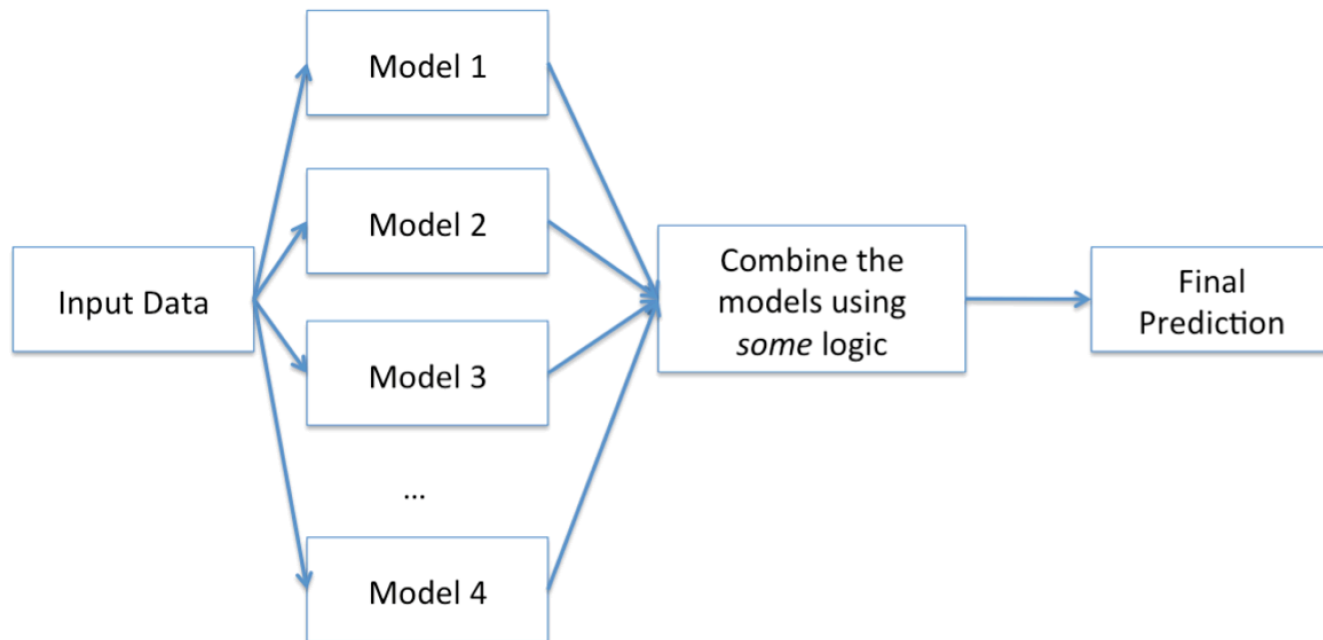 Model 1
Model 2
Input Data
Model 3
...
Model 4
Combine the
models using
some logic
Final
Prediction